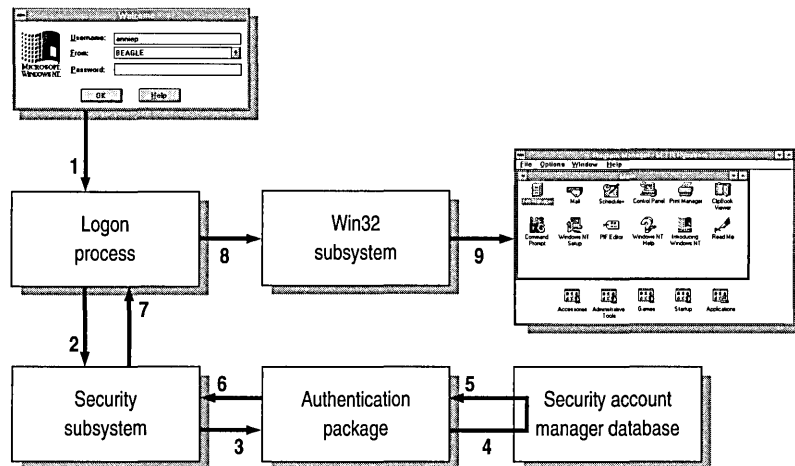 Welcome
Username: anniep
From: BEAGLE
Password:
MICROSOFT
WINDOWS NT
OK Help
1
Logon
process
8
Win32
subsystem
9
File Options Window Help
Mail Schedule+ Control Panel Print Manager ClipBook
Viewer
Command
Prompt
Windows NT
Setup
PIF Editor
Windows NT
Help
Introducing
Windows NT
Read Me
Accessories
Administrative
Tools
Games
Startup
Applications
2
7
Security
subsystem
6
3
Authentication
package
5
4
Security account
manager database